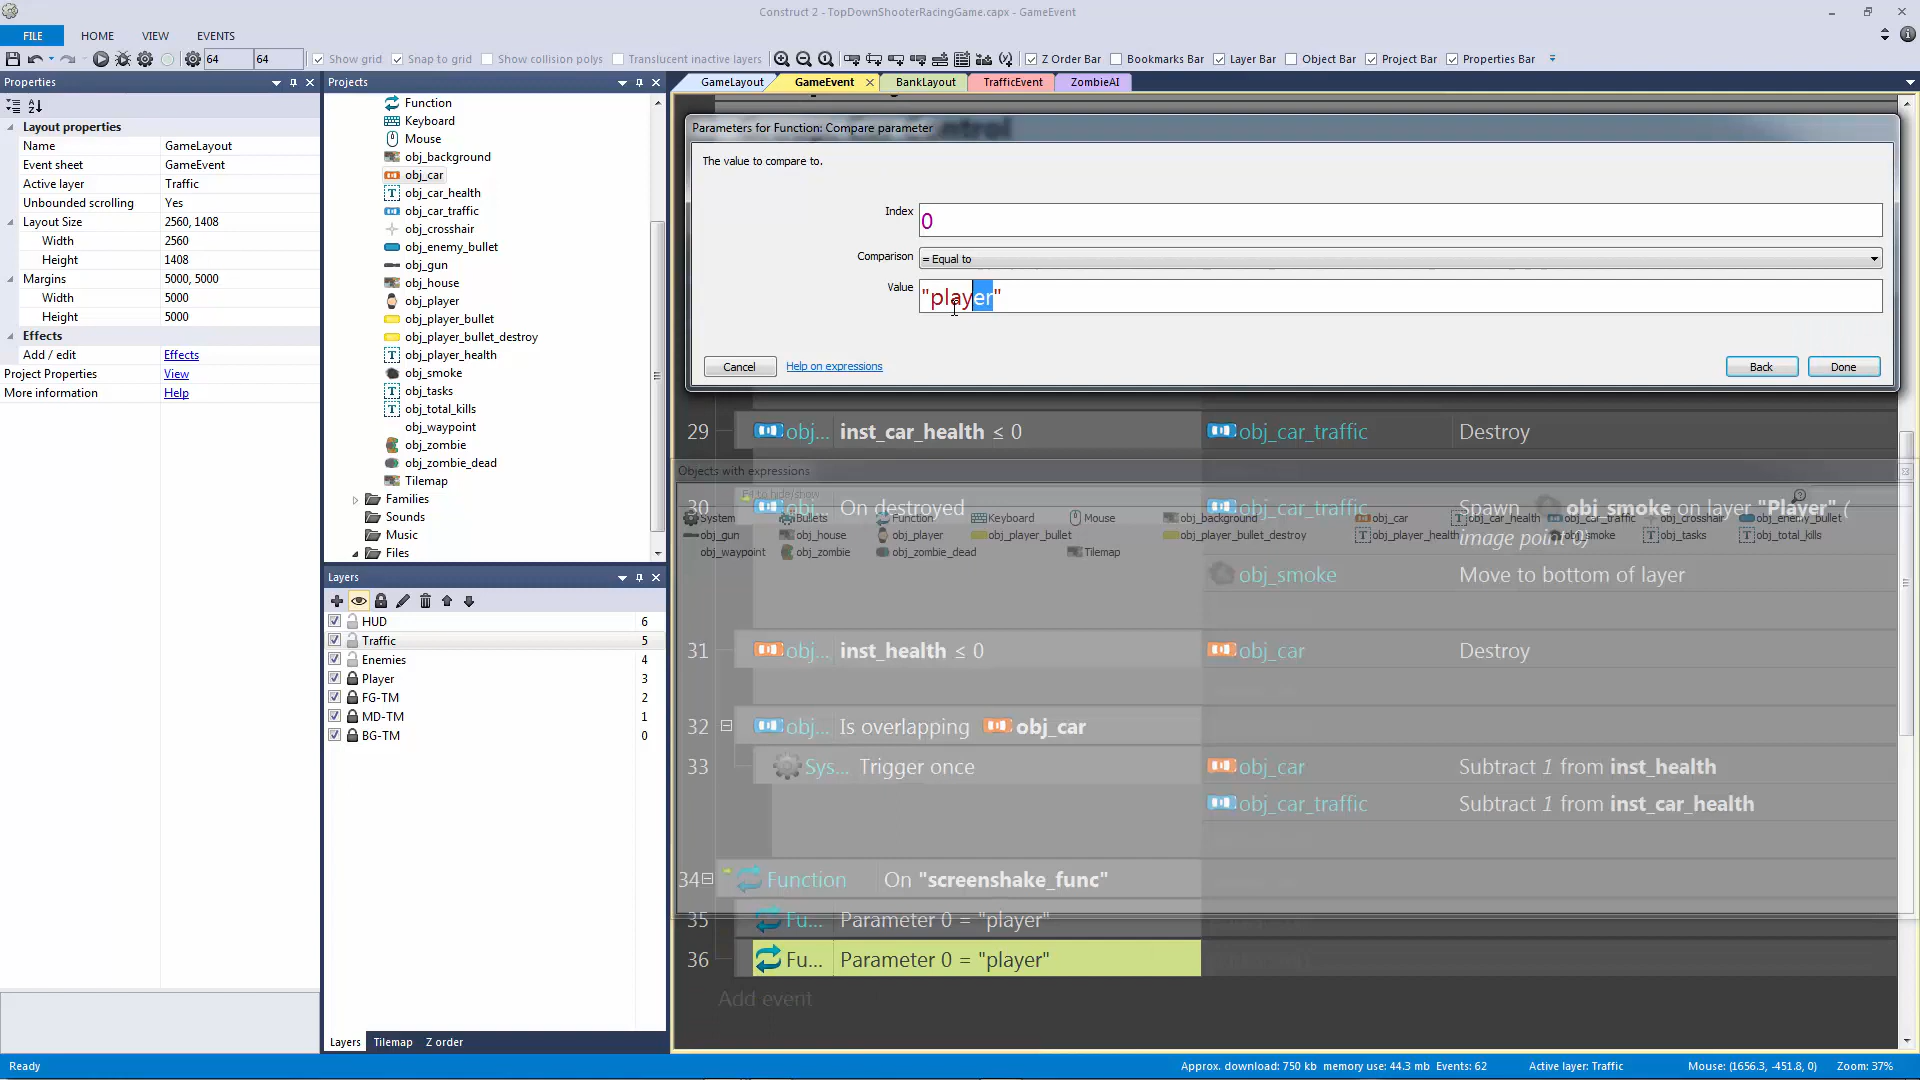 Construct 2 - TopDownShooterRacingGame.capx - GameEvent
FILE HOME VIEW EVENTS
64 64 Show grid Snap to grid Show collision polys Translucent inactive layers Z Order Bar Bookmarks Bar Layer Bar Object Bar Project Bar Properties Bar
Properties
Layout properties
Name GameLayout
Event sheet GameEvent
Active layer Traffic
Unbounded scrolling Yes
Layout Size 2560, 1408
Width 2560
Height 1408
Margins 5000, 5000
Width 5000
Height 5000
Effects
Add / edit Effects
Project Properties View
More information Help
Projects
Function
Keyboard
Mouse
obj_background
obj_car
obj_car_health
obj_car_traffic
obj_crosshair
obj_enemy_bullet
obj_gun
obj_house
obj_player
obj_player_bullet
obj_player_bullet_destroy
obj_player_health
obj_smoke
obj_tasks
obj_total_kills
obj_waypoint
obj_zombie
obj_zombie_dead
Tilemap
Families
Sounds
Music
Files
Layers
HUD 6
Traffic 5
Enemies 4
Player 3
FG-TM 2
MD-TM 1
BG-TM 0
Layers Tilemap Z order
GameLayout GameEvent BankLayout TrafficEvent ZombieAI
Parameters for Function: Compare parameter
The value to compare to.
Index 0
Comparison = Equal to
Value "player"
Cancel Help on expressions Back Done
29 obj... inst_car_health ≤ 0 obj_car_traffic Destroy
Objects with expressions
30 obj... On destroyed obj_car_traffic Spawn obj_smoke on layer "Player" (image point 0)
System Bullets Function Keyboard Mouse obj_background obj_car obj_car_health obj_car_traffic obj_crosshair obj_enemy_bullet
obj_gun obj_house obj_player obj_player_bullet obj_player_bullet_destroy obj_player_health obj_smoke obj_tasks obj_total_kills
obj_waypoint obj_zombie obj_zombie_dead Tilemap
obj_smoke Move to bottom of layer
31 obj... inst_health ≤ 0 obj_car Destroy
32 obj... Is overlapping obj_car
33 Sys... Trigger once obj_car Subtract 1 from inst_health
obj_car_traffic Subtract 1 from inst_car_health
34 Function On "screenshake_func"
35 Fu... Parameter 0 = "player"
36 Fu... Parameter 0 = "player"
Add event
Ready Approx. download: 750 kb memory use: 44.3 mb Events: 62 Active layer: Traffic Mouse: (1656.3, -451.8, 0) Zoom: 37%